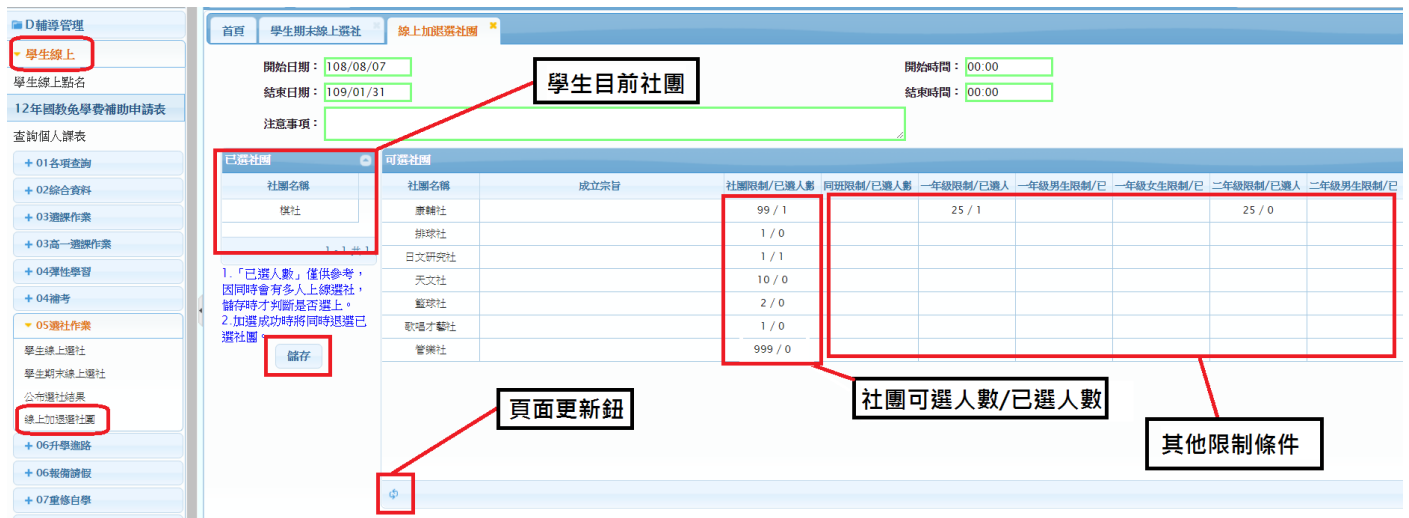 D輔導管理
學生線上
學生線上點名
12年國教免學費補助申請表
查詢個人課表
+ 01各項查詢
+ 02綜合資料
+ 03選課作業
+ 03高一選課作業
+ 04彈性學習
+ 04補考
05選社作業
學生線上選社
學生期末線上選社
公布選社結果
線上加退選社團
+ 06升學進路
+ 06報備請假
+ 07重修自學
首頁 學生期末線上選社 線上加退選社團
開始日期： 108/08/07 開始時間： 00:00
結束日期： 109/01/31 結束時間： 00:00
注意事項：
學生目前社團
已選社團 可選社團
社團名稱
棋社
1 - 1 共 1
1.「已選人數」僅供參考，
因同時會有多人上線選社，
儲存時才判斷是否選上。
2.加選成功時將同時退選已
選社團。
儲存
社團名稱 成立宗旨 社團限制/已選人數 同班限制/已選人數 一年級限制/已選人 一年級男生限制/已 一年級女生限制/已 二年級限制/已選人 二年級男生限制/已
康輔社 99 / 1 25 / 1 25 / 0
排球社 1 / 0
日文研究社 1 / 1
天文社 10 / 0
籃球社 2 / 0
歌唱才藝社 1 / 0
管樂社 999 / 0
頁面更新鈕
社團可選人數/已選人數
其他限制條件